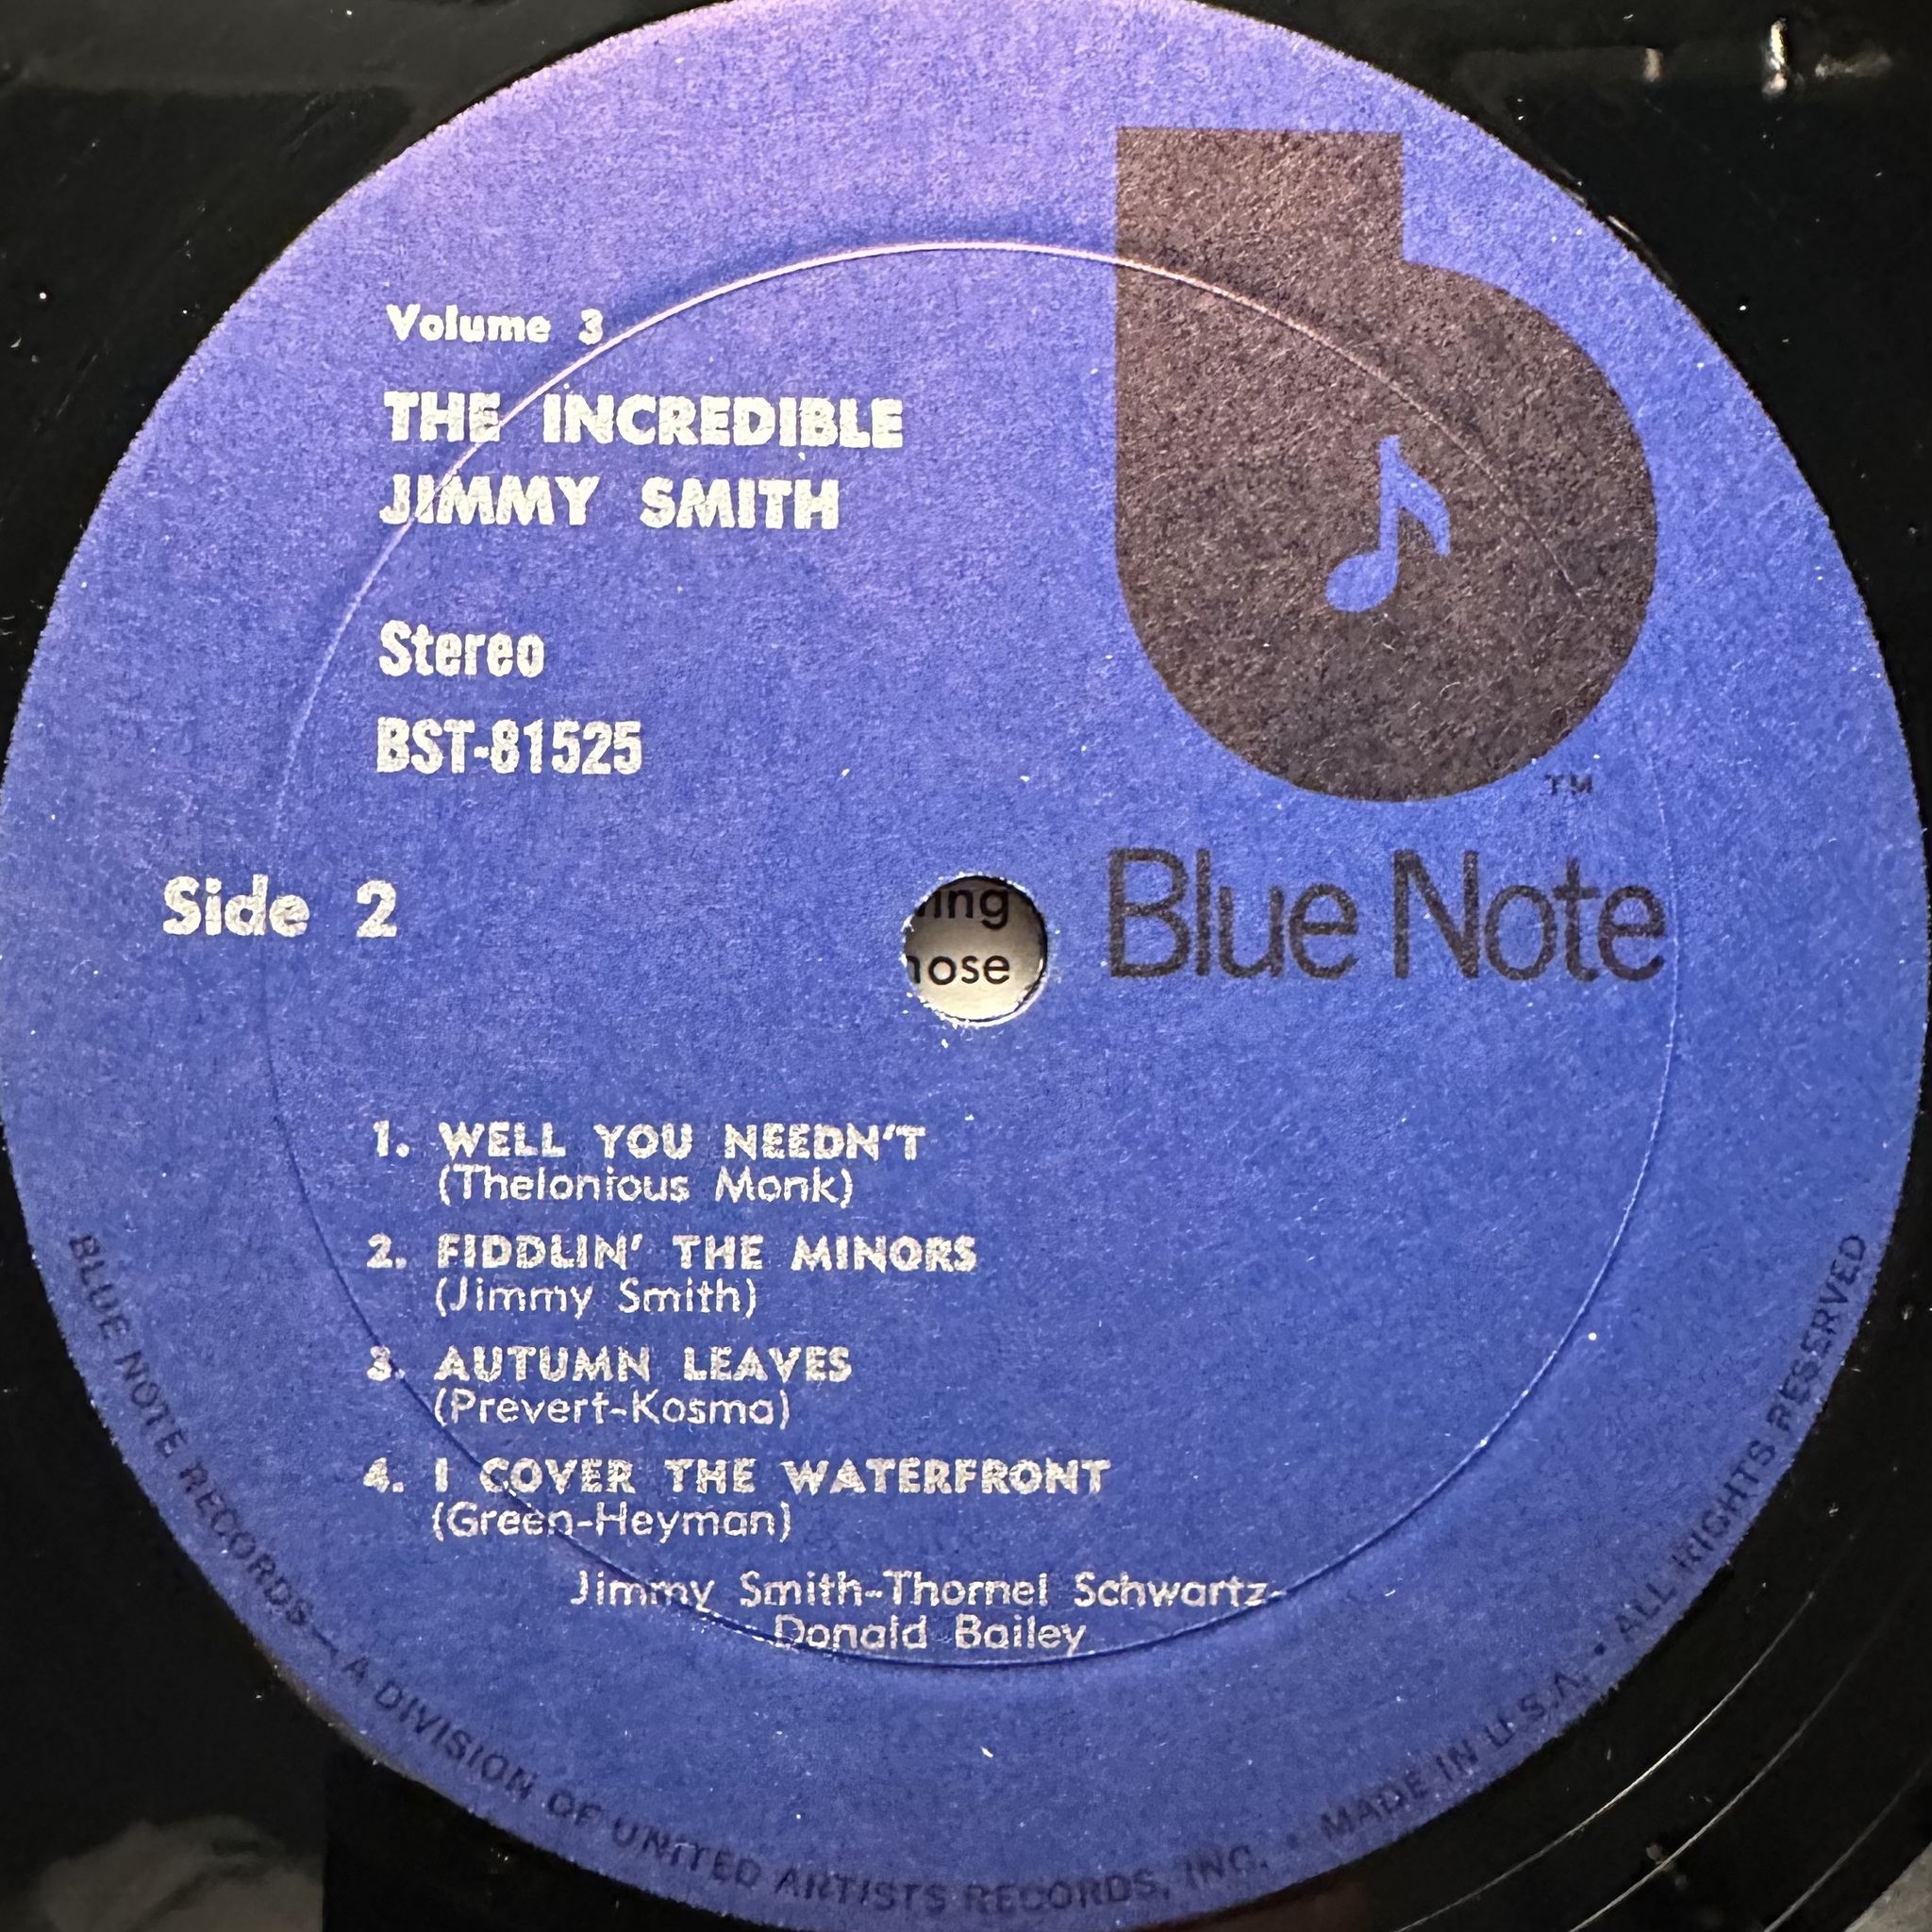 Volume 3
THE INCREDIBLE
JIMMY SMITH
Stereo
BST-81525
TM
Side 2
Blue Note
1. WELL YOU NEEDN'T
(Thelonious Monk)
2. FIDDLIN' THE MINORS
(Jimmy Smith)
3. AUTUMN LEAVES
(Prevert-Kosma)
4. I COVER THE WATERFRONT
(Green-Heyman)
Jimmy Smith-Thornel Schwartz-
Donald Bailey
BLUE NOTE RECORDS—A DIVISION OF UNITED ARTISTS RECORDS, INC. • MADE IN U.S.A. • ALL RIGHTS RESERVED